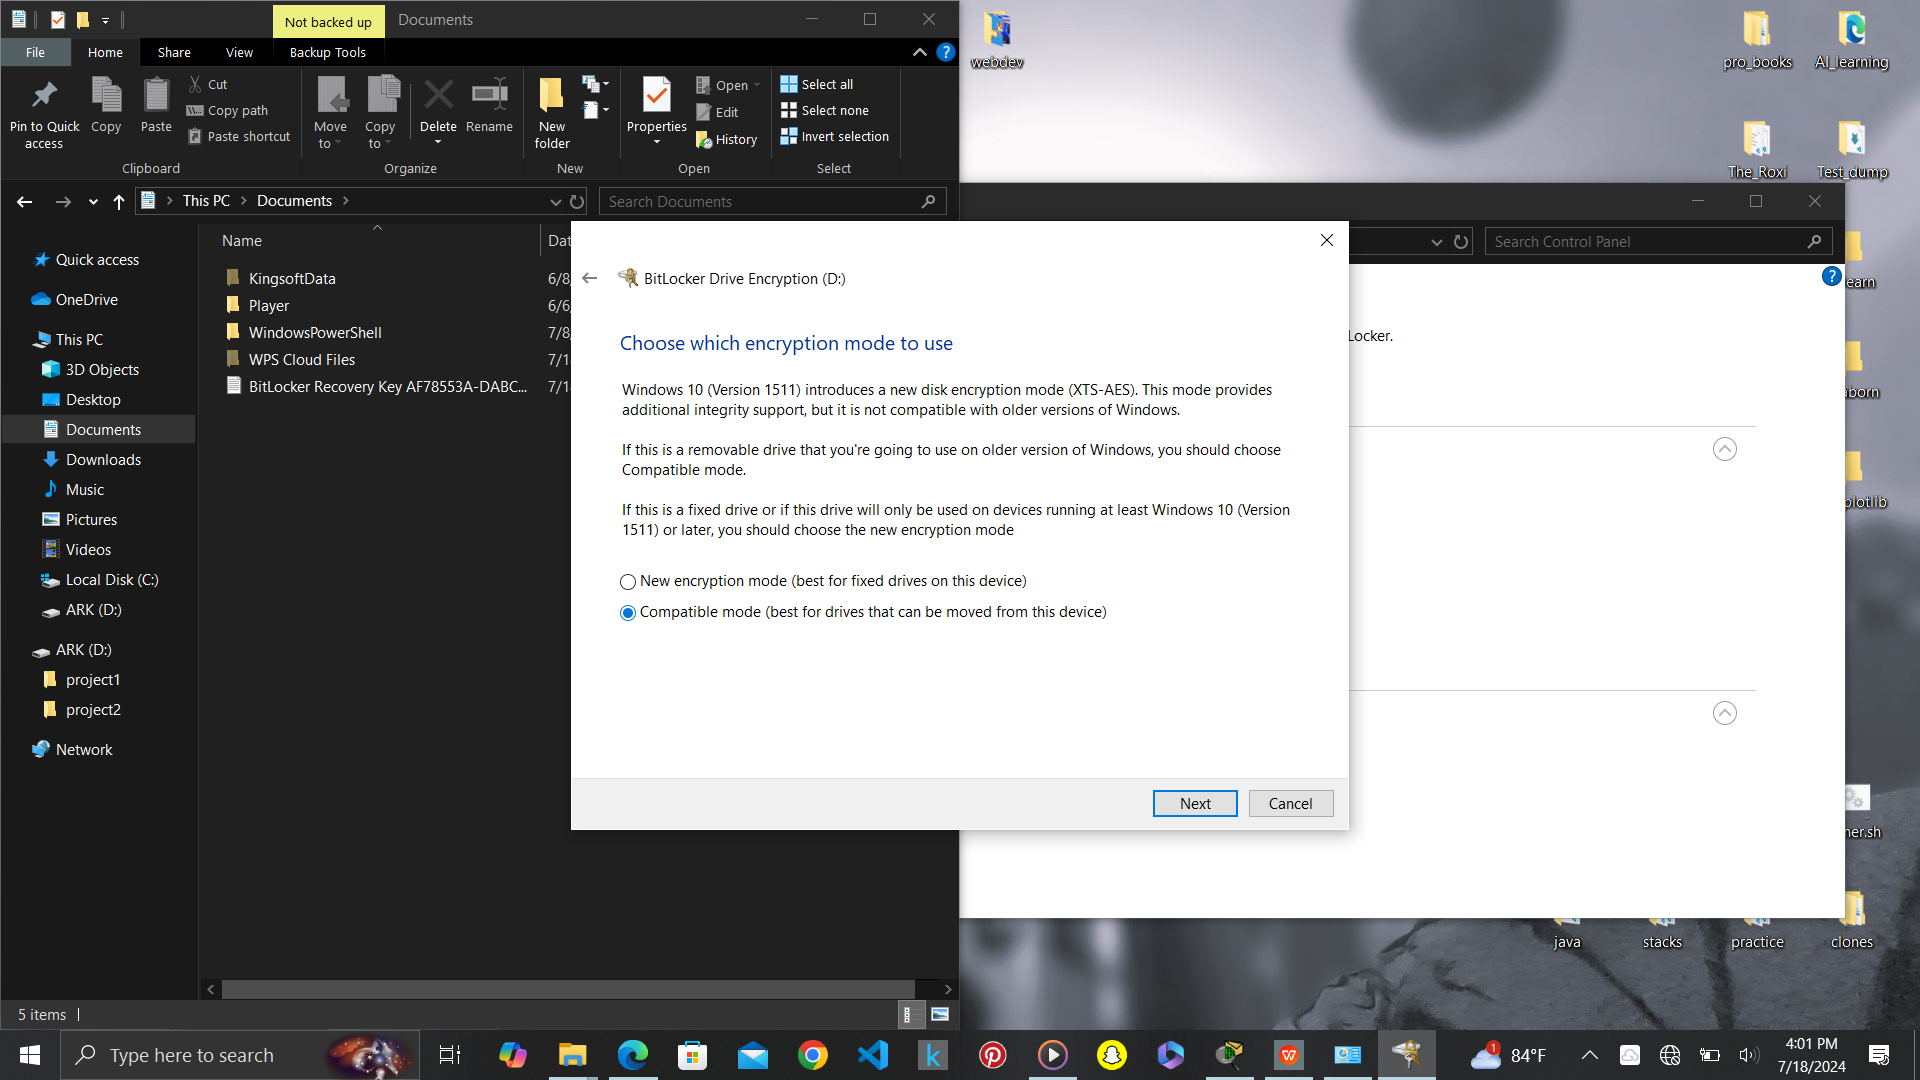 Not backed up
Documents
File
Home
Share
View
Backup Tools
Pin to Quick
access
Copy
Paste
Cut
Copy path
Paste shortcut
Clipboard
Move
to
Copy
to
Delete
Rename
Organize
New
folder
New
Properties
Open
Edit
History
Open
Select all
Select none
Invert selection
Select
This PC
Documents
Search Documents
Quick access
OneDrive
This PC
3D Objects
Desktop
Documents
Downloads
Music
Pictures
Videos
Local Disk (C:)
ARK (D:)
ARK (D:)
project1
project2
Network
Name
Dat
KingsoftData
6/8/
Player
6/6/
WindowsPowerShell
7/8/
WPS Cloud Files
7/1
BitLocker Recovery Key AF78553A-DABC...
7/1
5 items
BitLocker Drive Encryption (D:)
Choose which encryption mode to use
Windows 10 (Version 1511) introduces a new disk encryption mode (XTS-AES). This mode provides
additional integrity support, but it is not compatible with older versions of Windows.
If this is a removable drive that you're going to use on older version of Windows, you should choose
Compatible mode.
If this is a fixed drive or if this drive will only be used on devices running at least Windows 10 (Version
1511) or later, you should choose the new encryption mode
New encryption mode (best for fixed drives on this device)
Compatible mode (best for drives that can be moved from this device)
Next
Cancel
Search Control Panel
Locker.
webdev
pro_books
AI_learning
The_Roxi
Test_dump
earn
born
plotlib
ner.sh
java
stacks
practice
clones
Type here to search
1
84°F
4:01 PM
7/18/2024